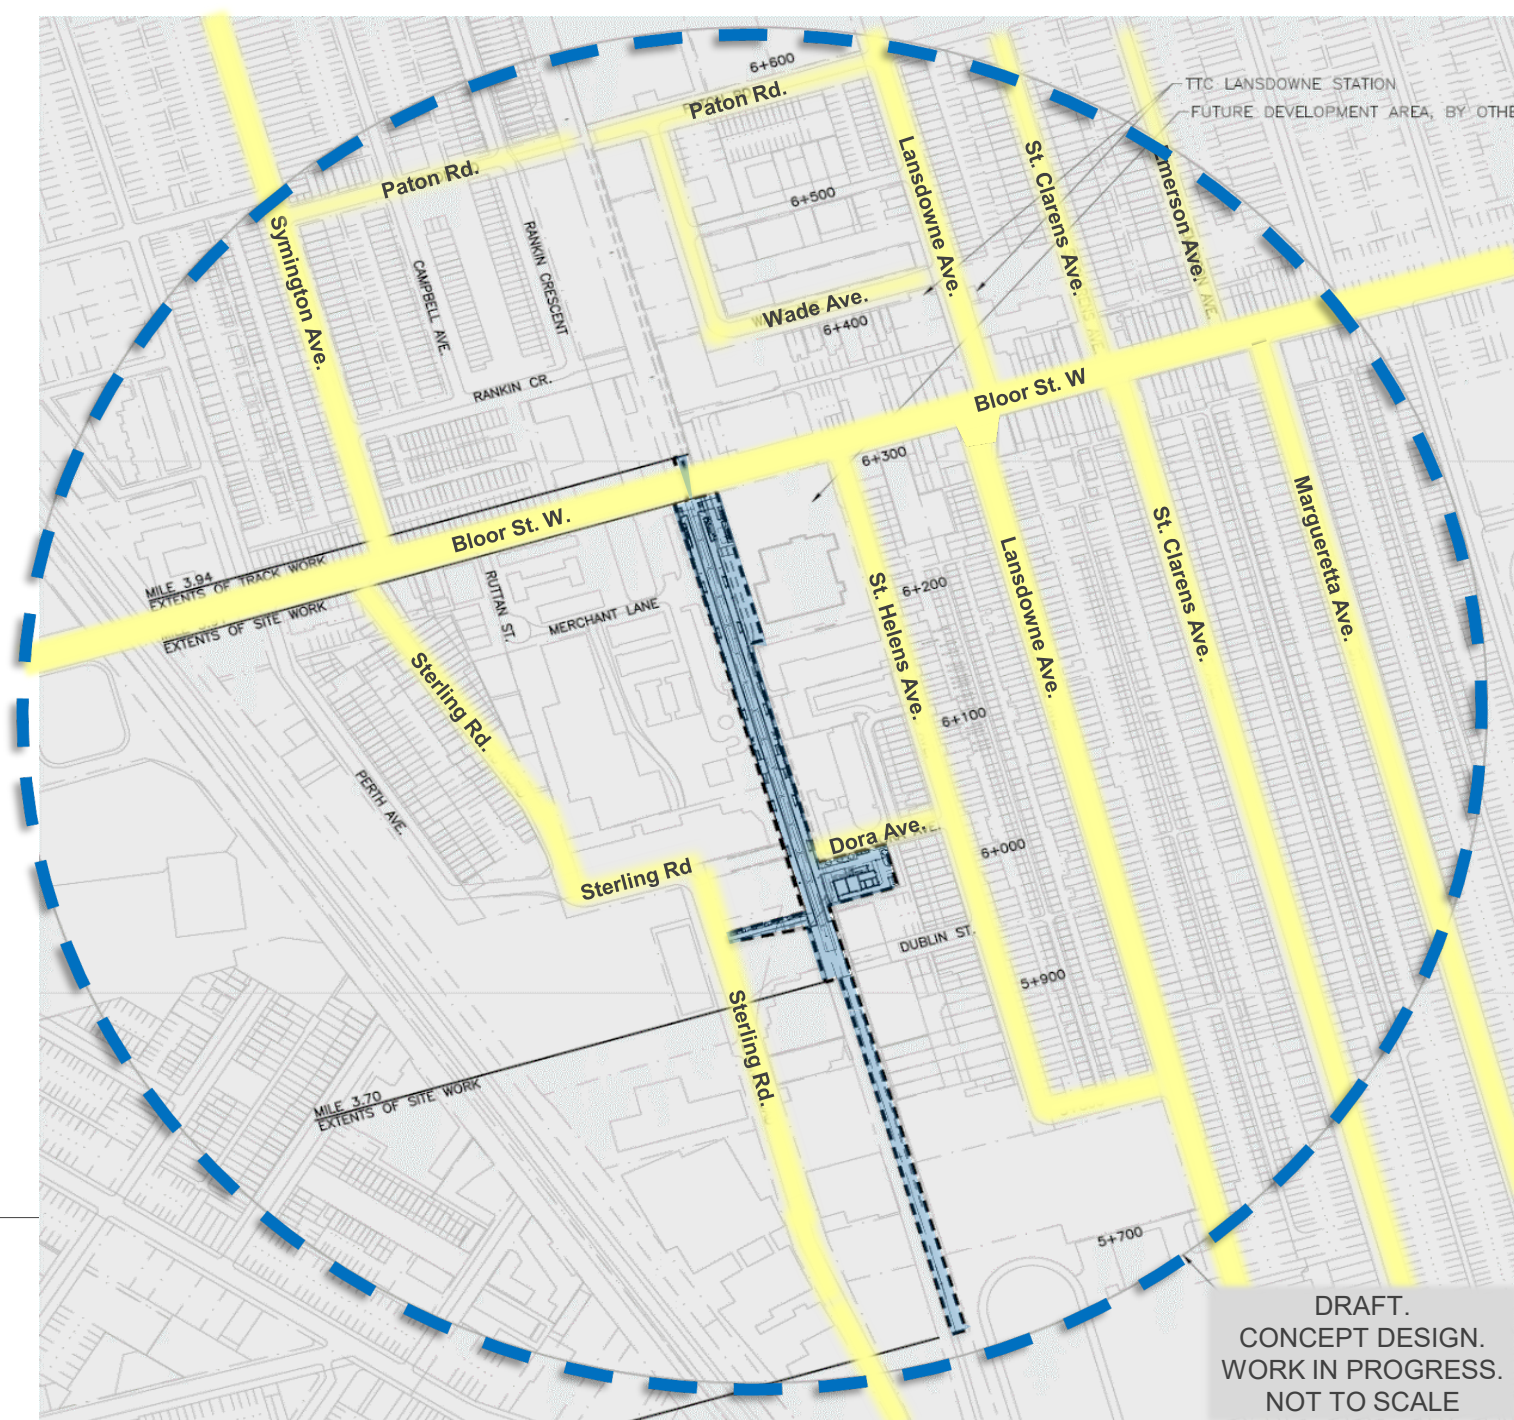 6+600
TTC LANSDOWNE STATION
FUTURE DEVELOPMENT AREA, BY OTHE
Paton Rd.
Paton Rd.
Lansdowne Ave.
St. Clarens Ave.
Emerson Ave.
6+500
Symington Ave.
CAMPBELL AVE.
RANKIN CRESCENT
Wade Ave.
6+400
RANKIN CR.
Bloor St. W
6+300
Bloor St. W.
MILE 3.94
EXTENTS OF TRACK WORK
EXTENTS OF SITE WORK
RUTTAN ST.
MERCHANT LANE
St. Helens Ave.
6+200
Lansdowne Ave.
St. Clarens Ave.
Margueretta Ave.
Sterling Rd.
6+100
PERTH AVE.
Dora Ave.
6+000
Sterling Rd
DUBLIN ST.
5+900
Sterling Rd.
MILE 3.70
EXTENTS OF SITE WORK
5+700
DRAFT.
CONCEPT DESIGN.
WORK IN PROGRESS.
NOT TO SCALE